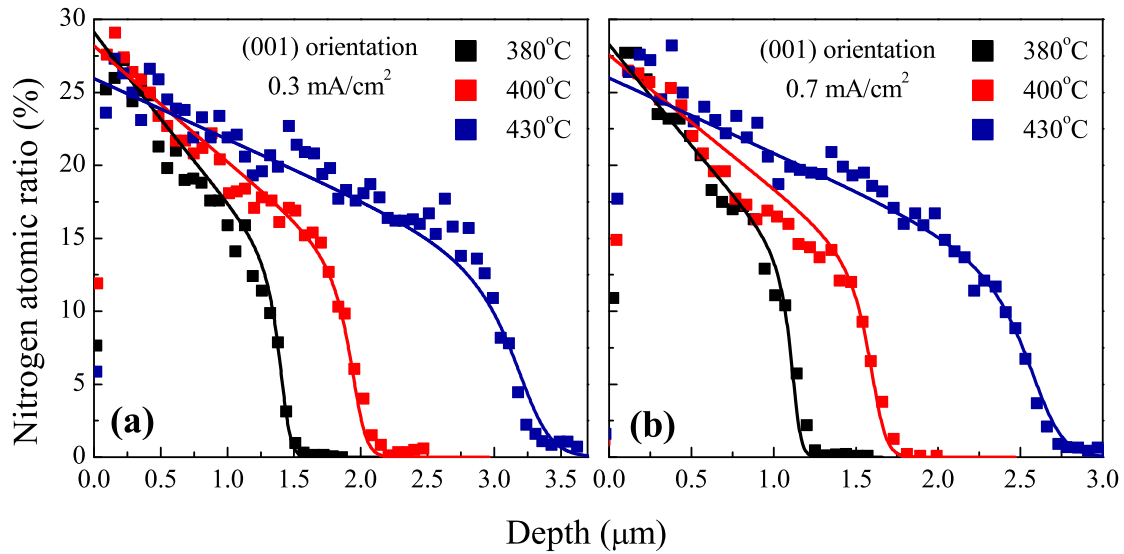 Nitrogen atomic ratio (%)
30
25
20
15
10
5
0
(001) orientation
0.3 mA/cm²
380°C
400°C
430°C
(a)
0.0 0.5 1.0 1.5 2.0 2.5 3.0 3.5
(001) orientation
0.7 mA/cm²
380°C
400°C
430°C
(b)
0.0 0.5 1.0 1.5 2.0 2.5 3.0
Depth (μm)